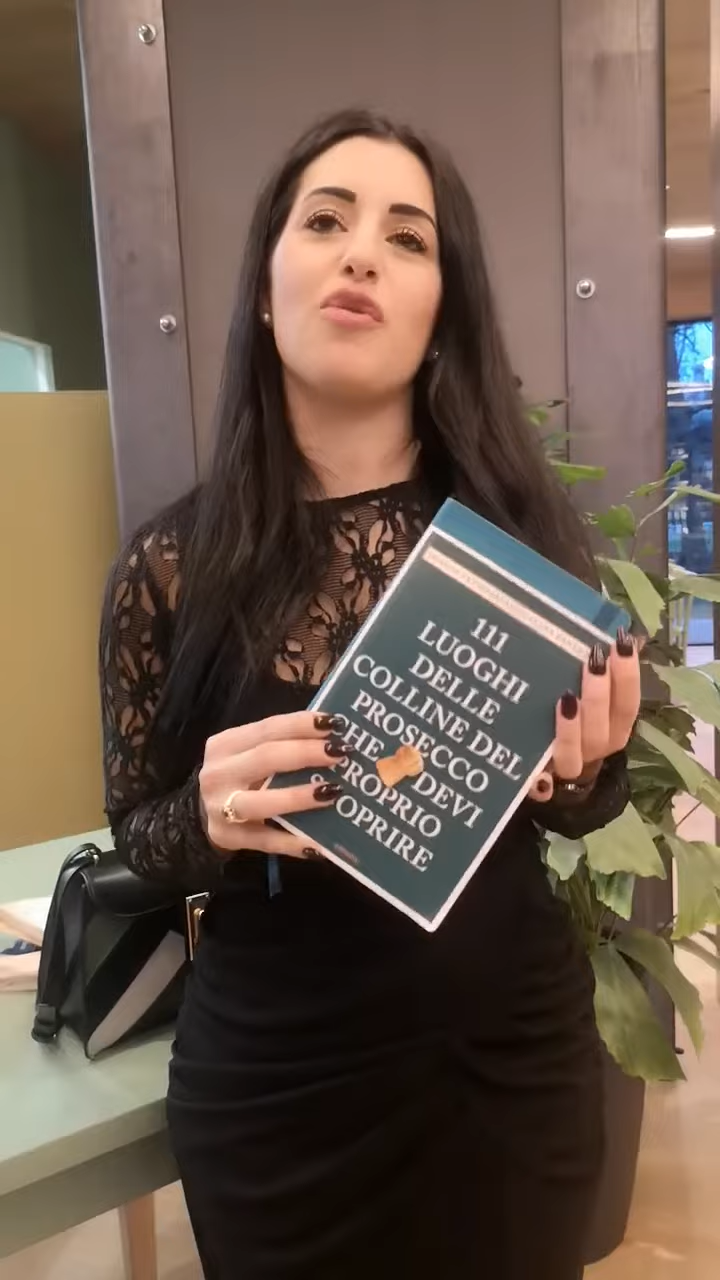 111
LUOGHI
DELLE
COLLINE DEL
PROSECCO
CHE DEVI
PROPRIO
SCOPRIRE